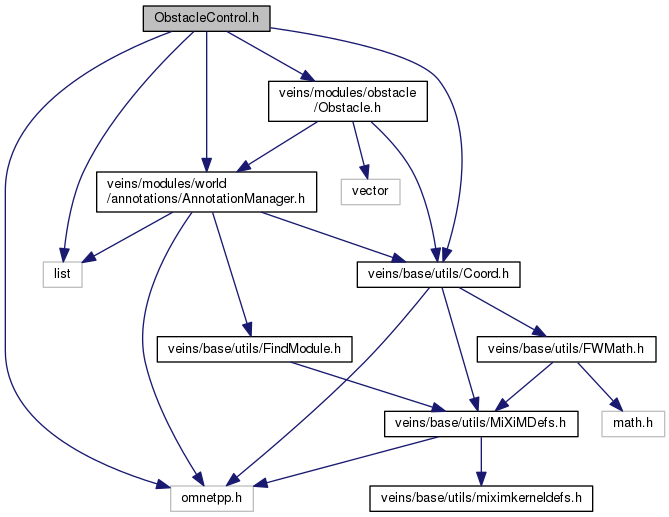 ObstacleControl.h
veins/modules/obstacle
/Obstacle.h
veins/modules/world
/annotations/AnnotationManager.h
vector
list
veins/base/utils/Coord.h
veins/base/utils/FindModule.h
veins/base/utils/FWMath.h
veins/base/utils/MiXiMDefs.h
math.h
omnetpp.h
veins/base/utils/miximkerneldefs.h